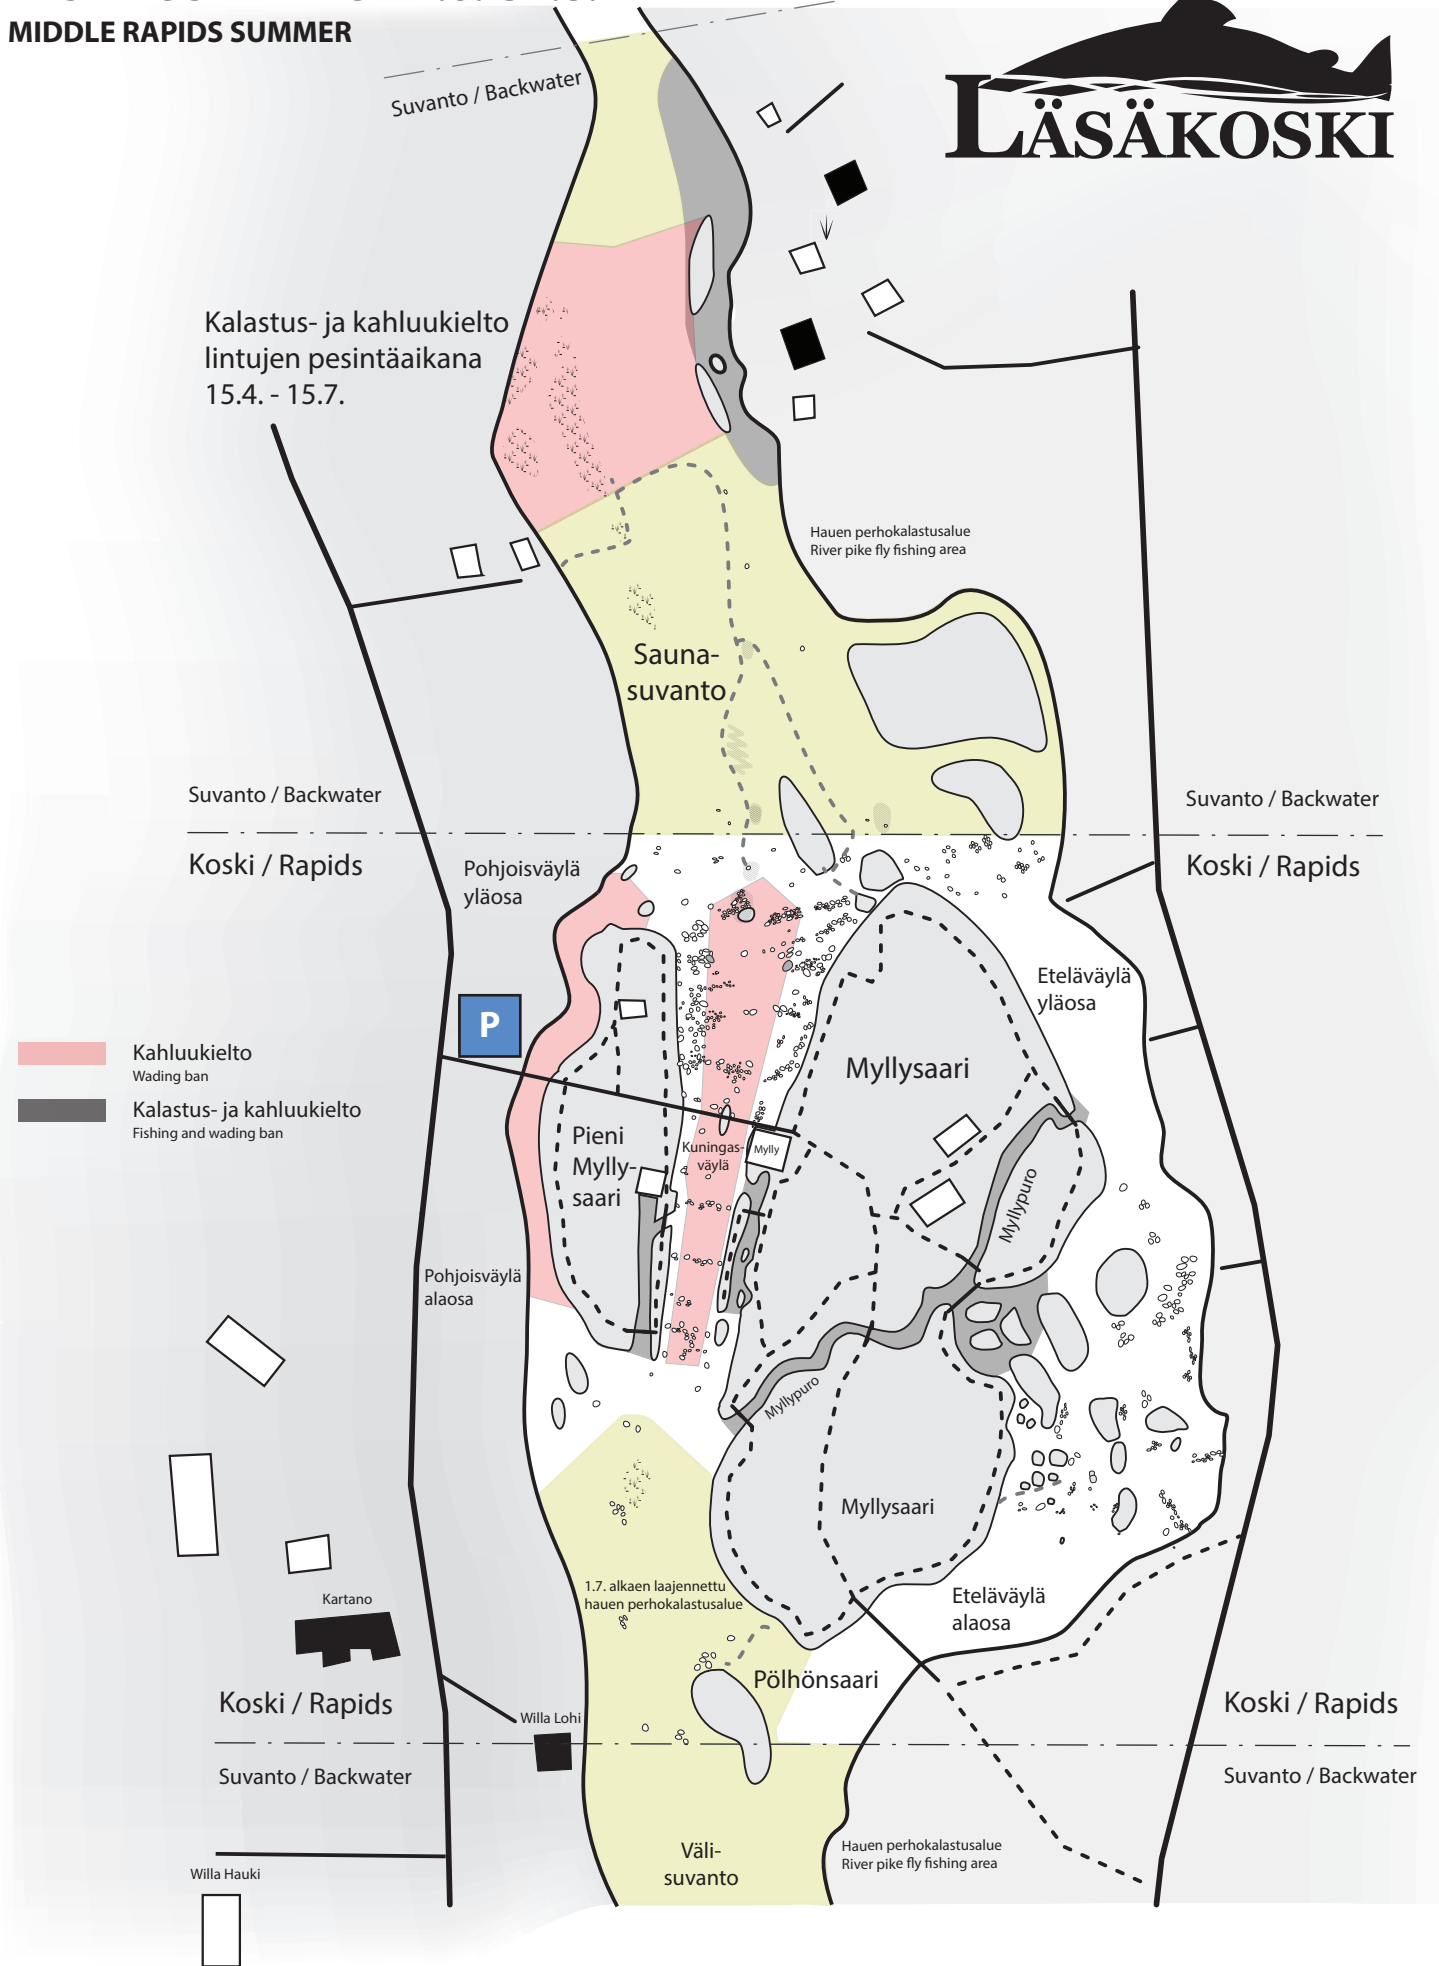 MIDDLE RAPIDS SUMMER
LÄSÄKOSKI
Suvanto / Backwater
Kalastus- ja kahluukielto
lintujen pesintäaikana
15.4. - 15.7.
Hauen perhokalastusalue
River pike fly fishing area
Sauna-
suvanto
Suvanto / Backwater
Suvanto / Backwater
Koski / Rapids
Koski / Rapids
Pohjoisväylä
yläosa
Eteläväylä
yläosa
P
Kahluukielto
Wading ban
Kalastus- ja kahluukielto
Fishing and wading ban
Myllysaari
Pieni
Mylly-
saari
Kuningas-
väylä
Mylly
Myllypuro
Pohjoisväylä
alaosa
Myllypuro
Myllysaari
1.7. alkaen laajennettu
hauen perhokalastusalue
Eteläväylä
alaosa
Kartano
Pölhönsaari
Koski / Rapids
Koski / Rapids
Willa Lohi
Suvanto / Backwater
Suvanto / Backwater
Väli-
suvanto
Hauen perhokalastusalue
River pike fly fishing area
Willa Hauki